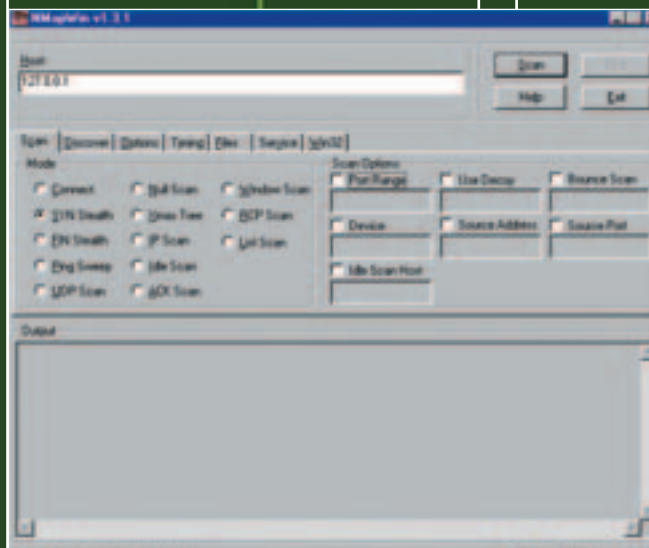 NMapWin v1.3.1
Host:
127.0.0.1
Scan
Help Exit
Scan Discover Options Timing Files Service Win32
Mode Scan Options
Connect Null Scan Window Scan Port Range Use Decoy Bounce Scan
SYN Stealth Xmas Tree RCP Scan Device Source Address Source Port
FIN Stealth IP Scan List Scan
Ping Sweep Idle Scan Idle Scan Host
UDP Scan ACK Scan
Output